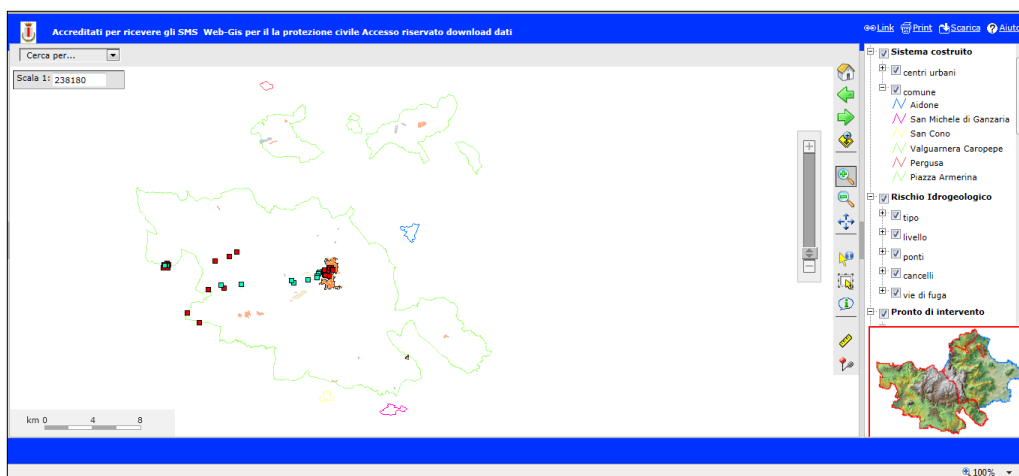 Accreditati per ricevere gli SMS Web-Gis per il la protezione civile Accesso riservato download dati
Link Print Scarica Aiuto
Cerca per...
Scala 1: 238180
Sistema costruito
centri urbani
comune
Aidone
San Michele di Ganzaria
San Cono
Valguarnera Caropepe
Pergusa
Piazza Armerina
Rischio Idrogeologico
tipo
livello
ponti
cancelli
vie di fuga
Pronto di intervento
km 0 4 8
100%